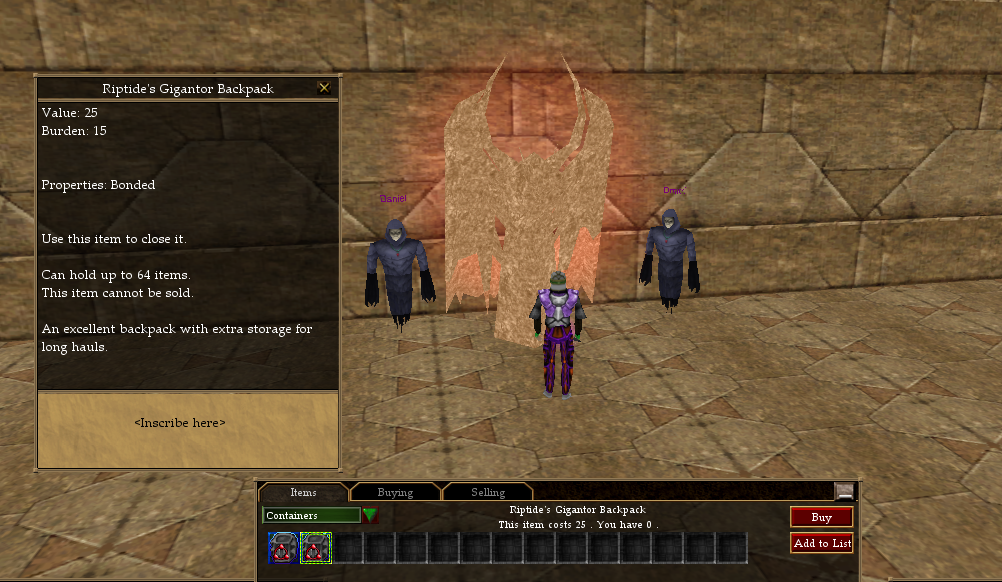 Riptide's Gigantor Backpack
Value: 25
Burden: 15
Properties: Bonded
Use this item to close it.
Can hold up to 64 items.
This item cannot be sold.
An excellent backpack with extra storage for
long hauls.
<Inscribe here>
Daniel
Items
Buying
Selling
Containers
Riptide's Gigantor Backpack
This item costs 25 . You have 0 .
Buy
Add to List